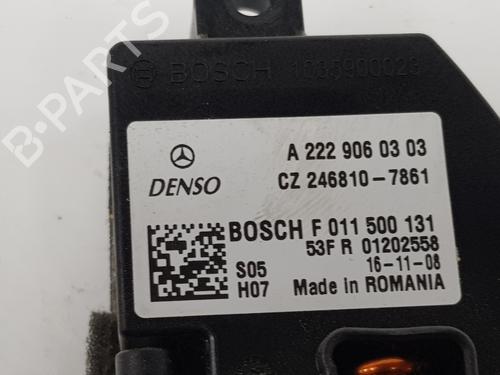 B-PARTS
BOSCH 1035900023
A 222 906 03 03
DENSO
CZ 246810-7861
BOSCH F 011 500 131
53F R 01202558
S05
16-11-08
H07
Made in ROMANIA